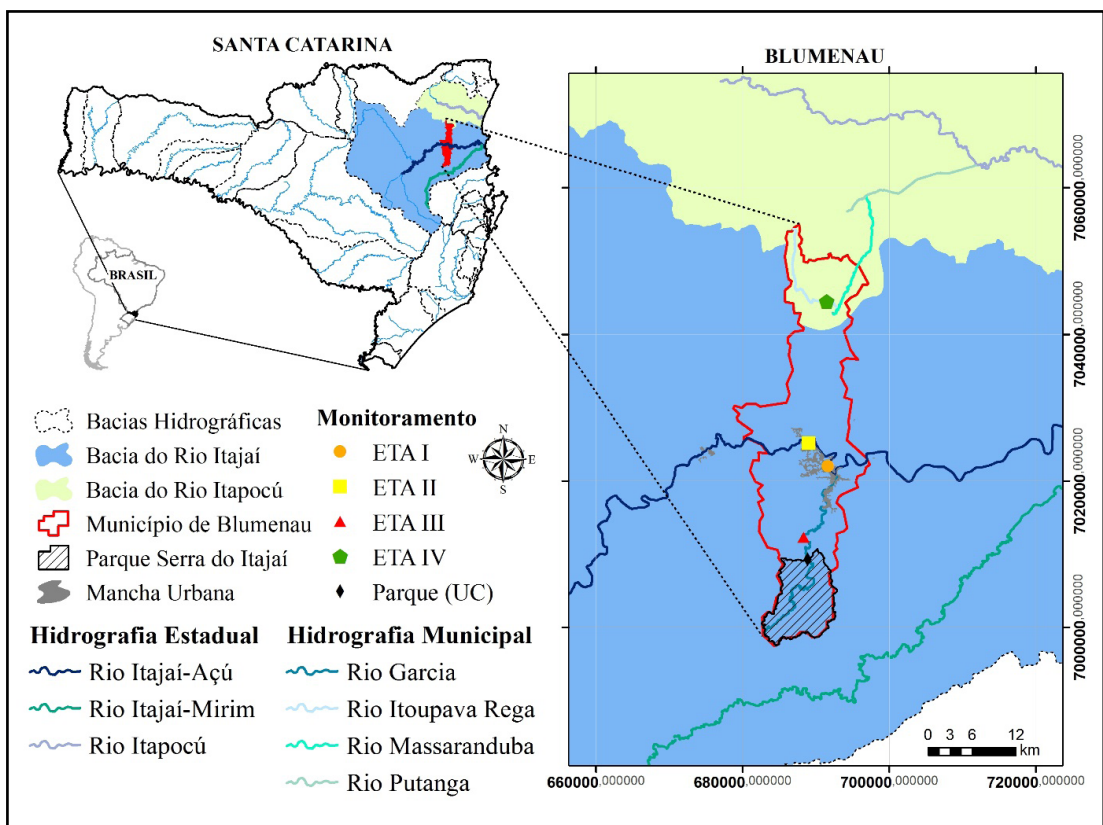 SANTA CATARINA
BRASIL
Bacias Hidrográficas
Bacia do Rio Itajaí
Bacia do Rio Itapocú
Município de Blumenau
Parque Serra do Itajaí
Mancha Urbana
Monitoramento
ETA I
ETA II
ETA III
ETA IV
Parque (UC)
N
W
E
S
Hidrografia Estadual
Rio Itajaí-Açú
Rio Itajaí-Mirim
Rio Itapocú
Hidrografia Municipal
Rio Garcia
Rio Itoupava Rega
Rio Massaranduba
Rio Putanga
BLUMENAU
7060000,000000
7040000,000000
7020000,000000
7000000,000000
0 3 6 12
km
660000,000000 680000,000000 700000,000000 720000,000000